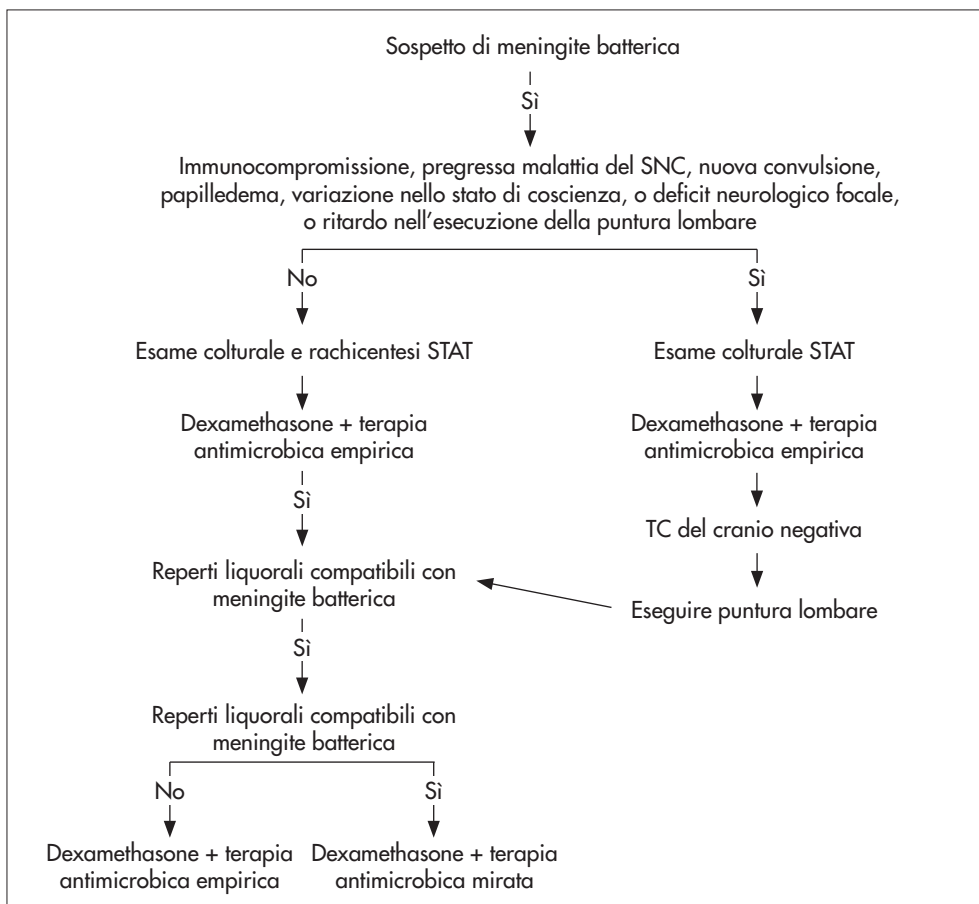 Sospetto di meningite batterica
Sì
Immunocompromissione, pregressa malattia del SNC, nuova convulsione,
papilledema, variazione nello stato di coscienza, o deficit neurologico focale,
o ritardo nell'esecuzione della puntura lombare
No
Sì
Esame colturale e rachicentesi STAT
Esame colturale STAT
Dexamethasone + terapia
antimicrobica empirica
Dexamethasone + terapia
antimicrobica empirica
Sì
TC del cranio negativa
Reperti liquorali compatibili con
meningite batterica
Eseguire puntura lombare
Sì
Reperti liquorali compatibili con
meningite batterica
No
Sì
Dexamethasone + terapia
antimicrobica empirica
Dexamethasone + terapia
antimicrobica mirata